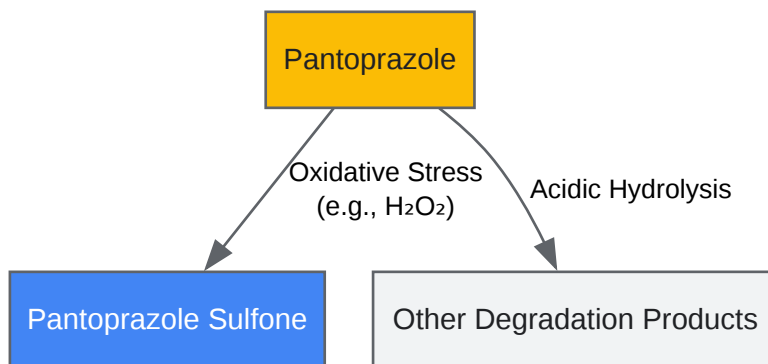 Pantoprazole
Oxidative Stress
(e.g., H₂O₂)
Acidic Hydrolysis
Pantoprazole Sulfone
Other Degradation Products